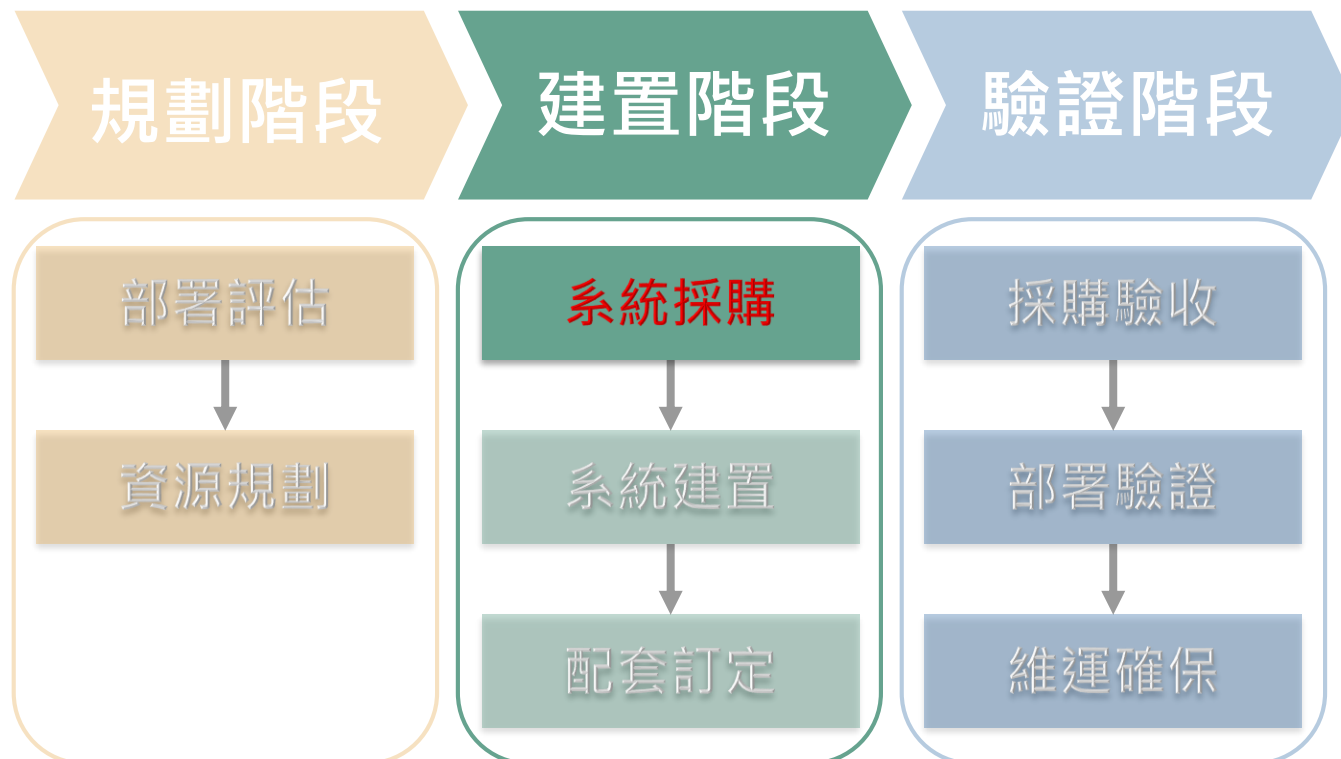 規劃階段
部署評估
資源規劃
建置階段
系統採購
系統建置
配套訂定
驗證階段
採購驗收
部署驗證
維運確保